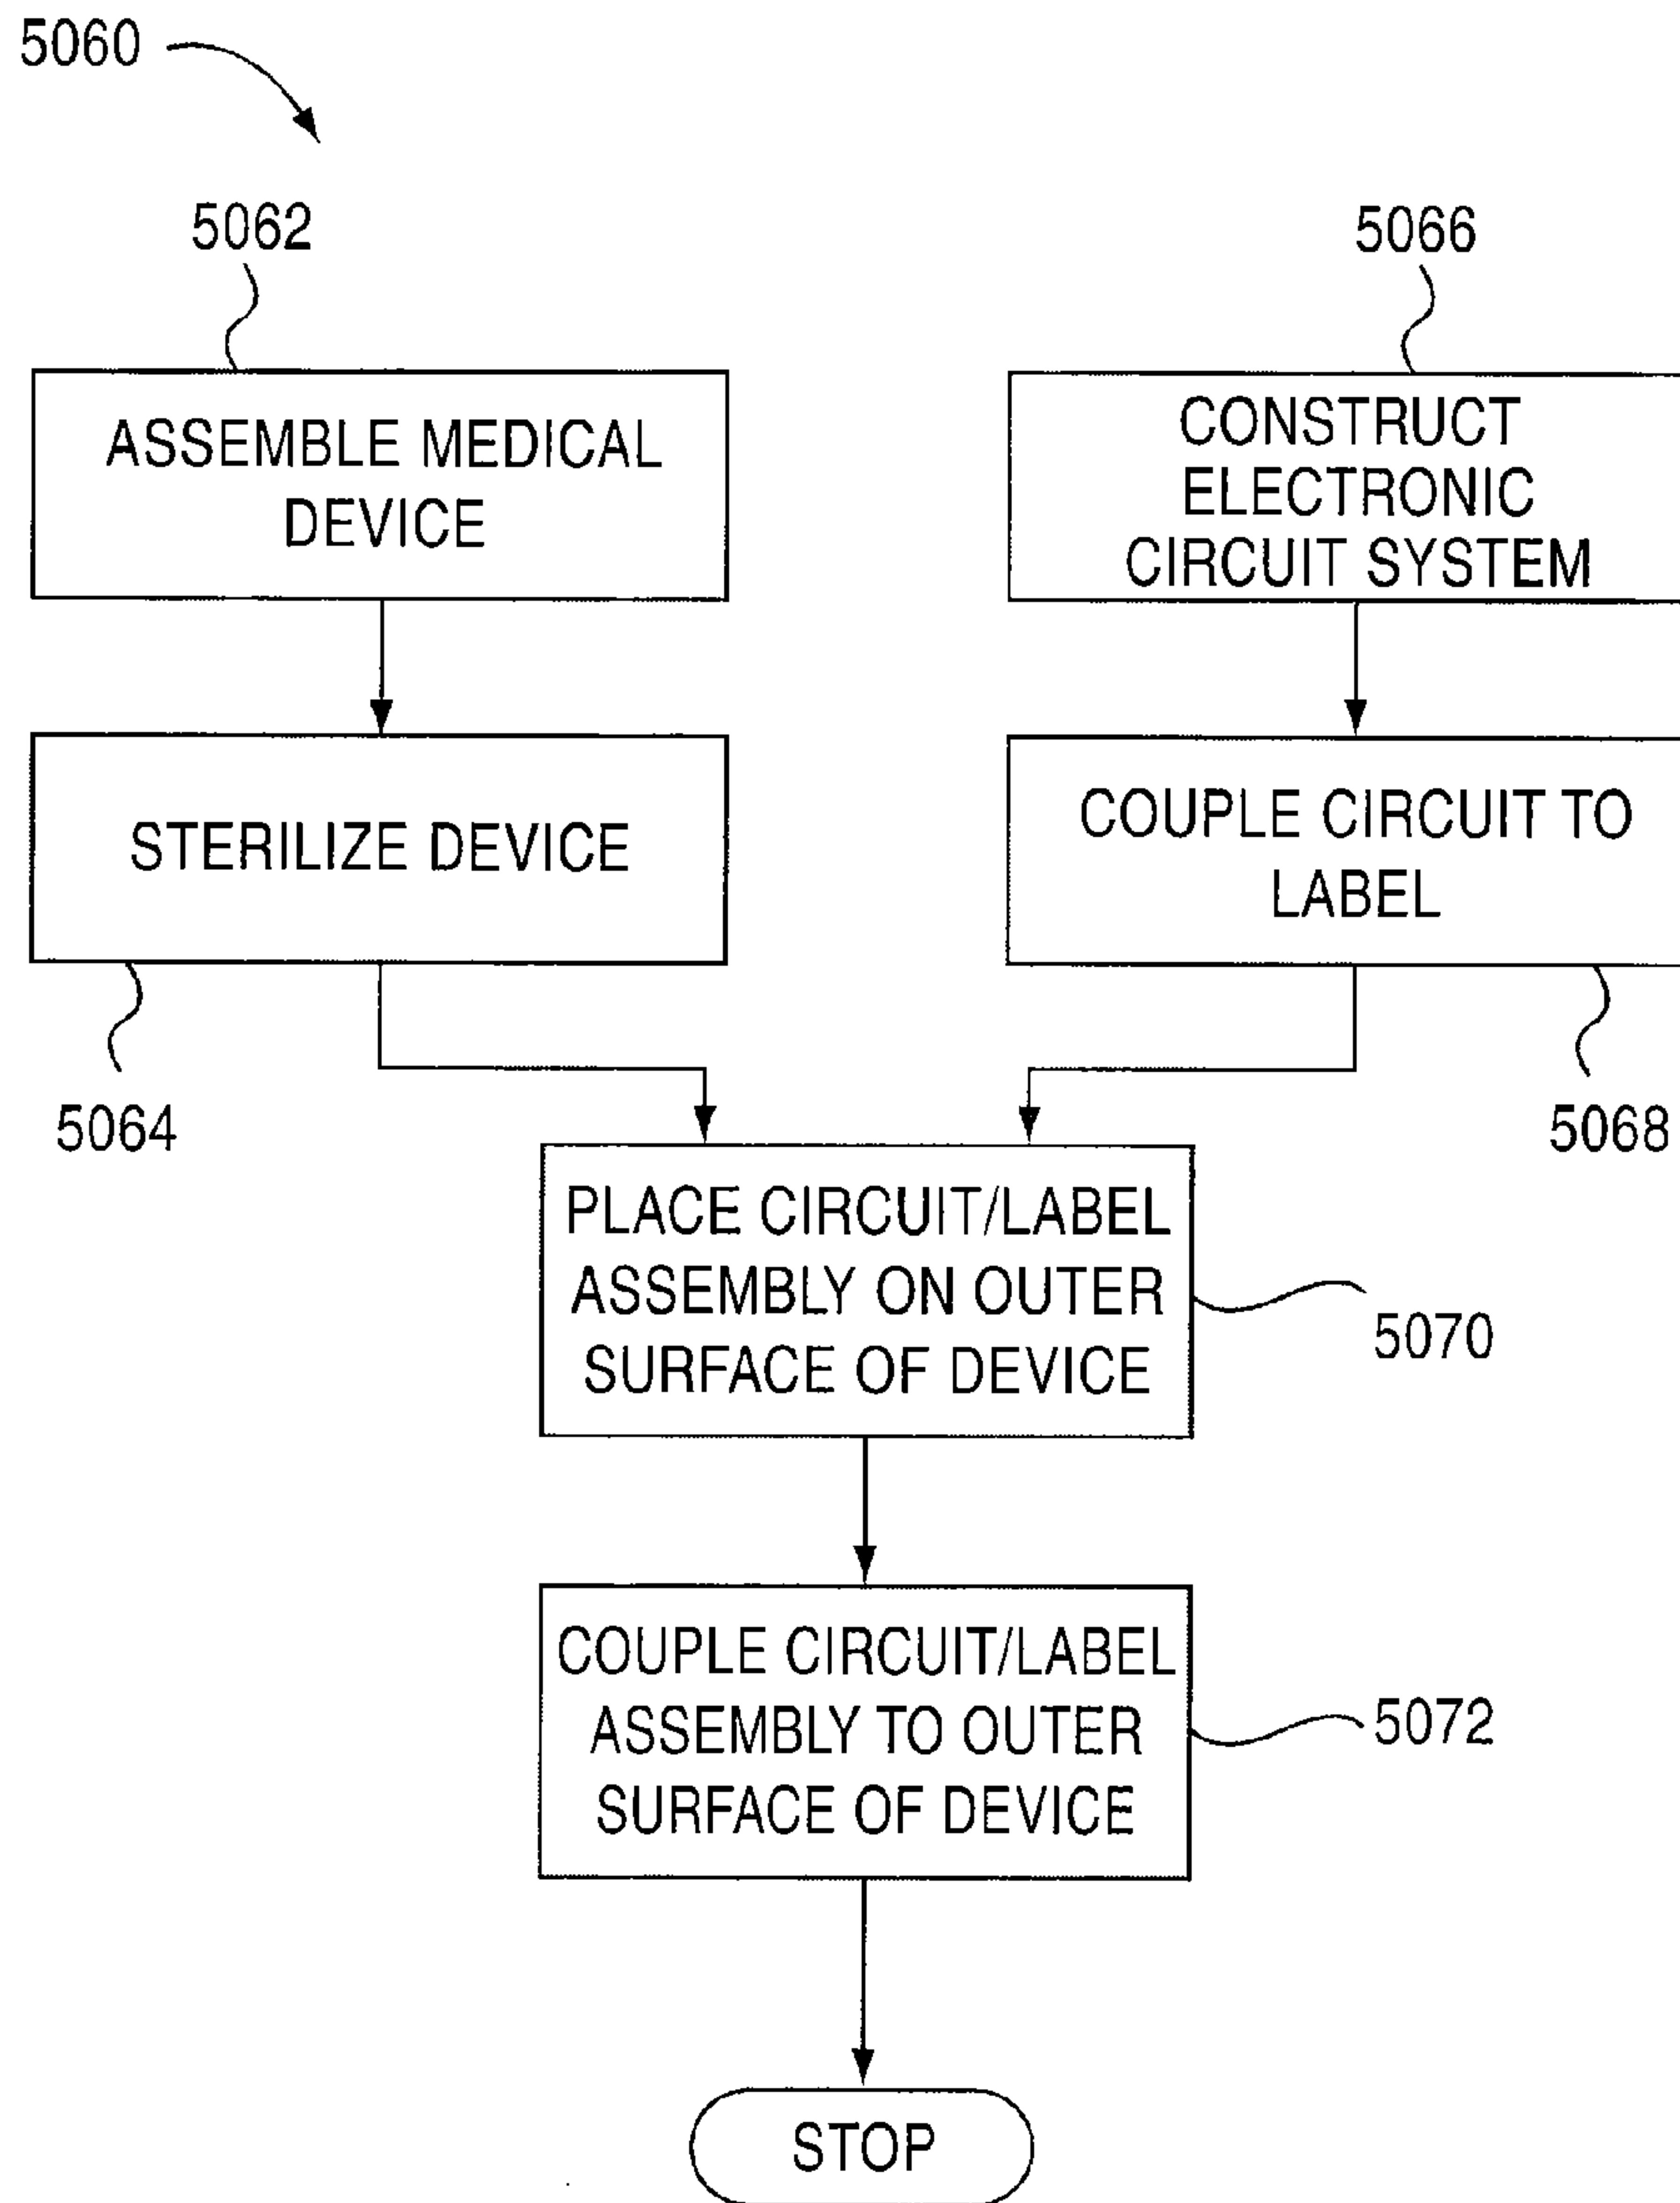 5060
5062
5066
ASSEMBLE MEDICAL
DEVICE
CONSTRUCT
ELECTRONIC
CIRCUIT SYSTEM
STERILIZE DEVICE
COUPLE CIRCUIT TO
LABEL
5064
5068
PLACE CIRCUIT/LABEL
ASSEMBLY ON OUTER
SURFACE OF DEVICE
5070
COUPLE CIRCUIT/LABEL
ASSEMBLY TO OUTER
SURFACE OF DEVICE
5072
STOP